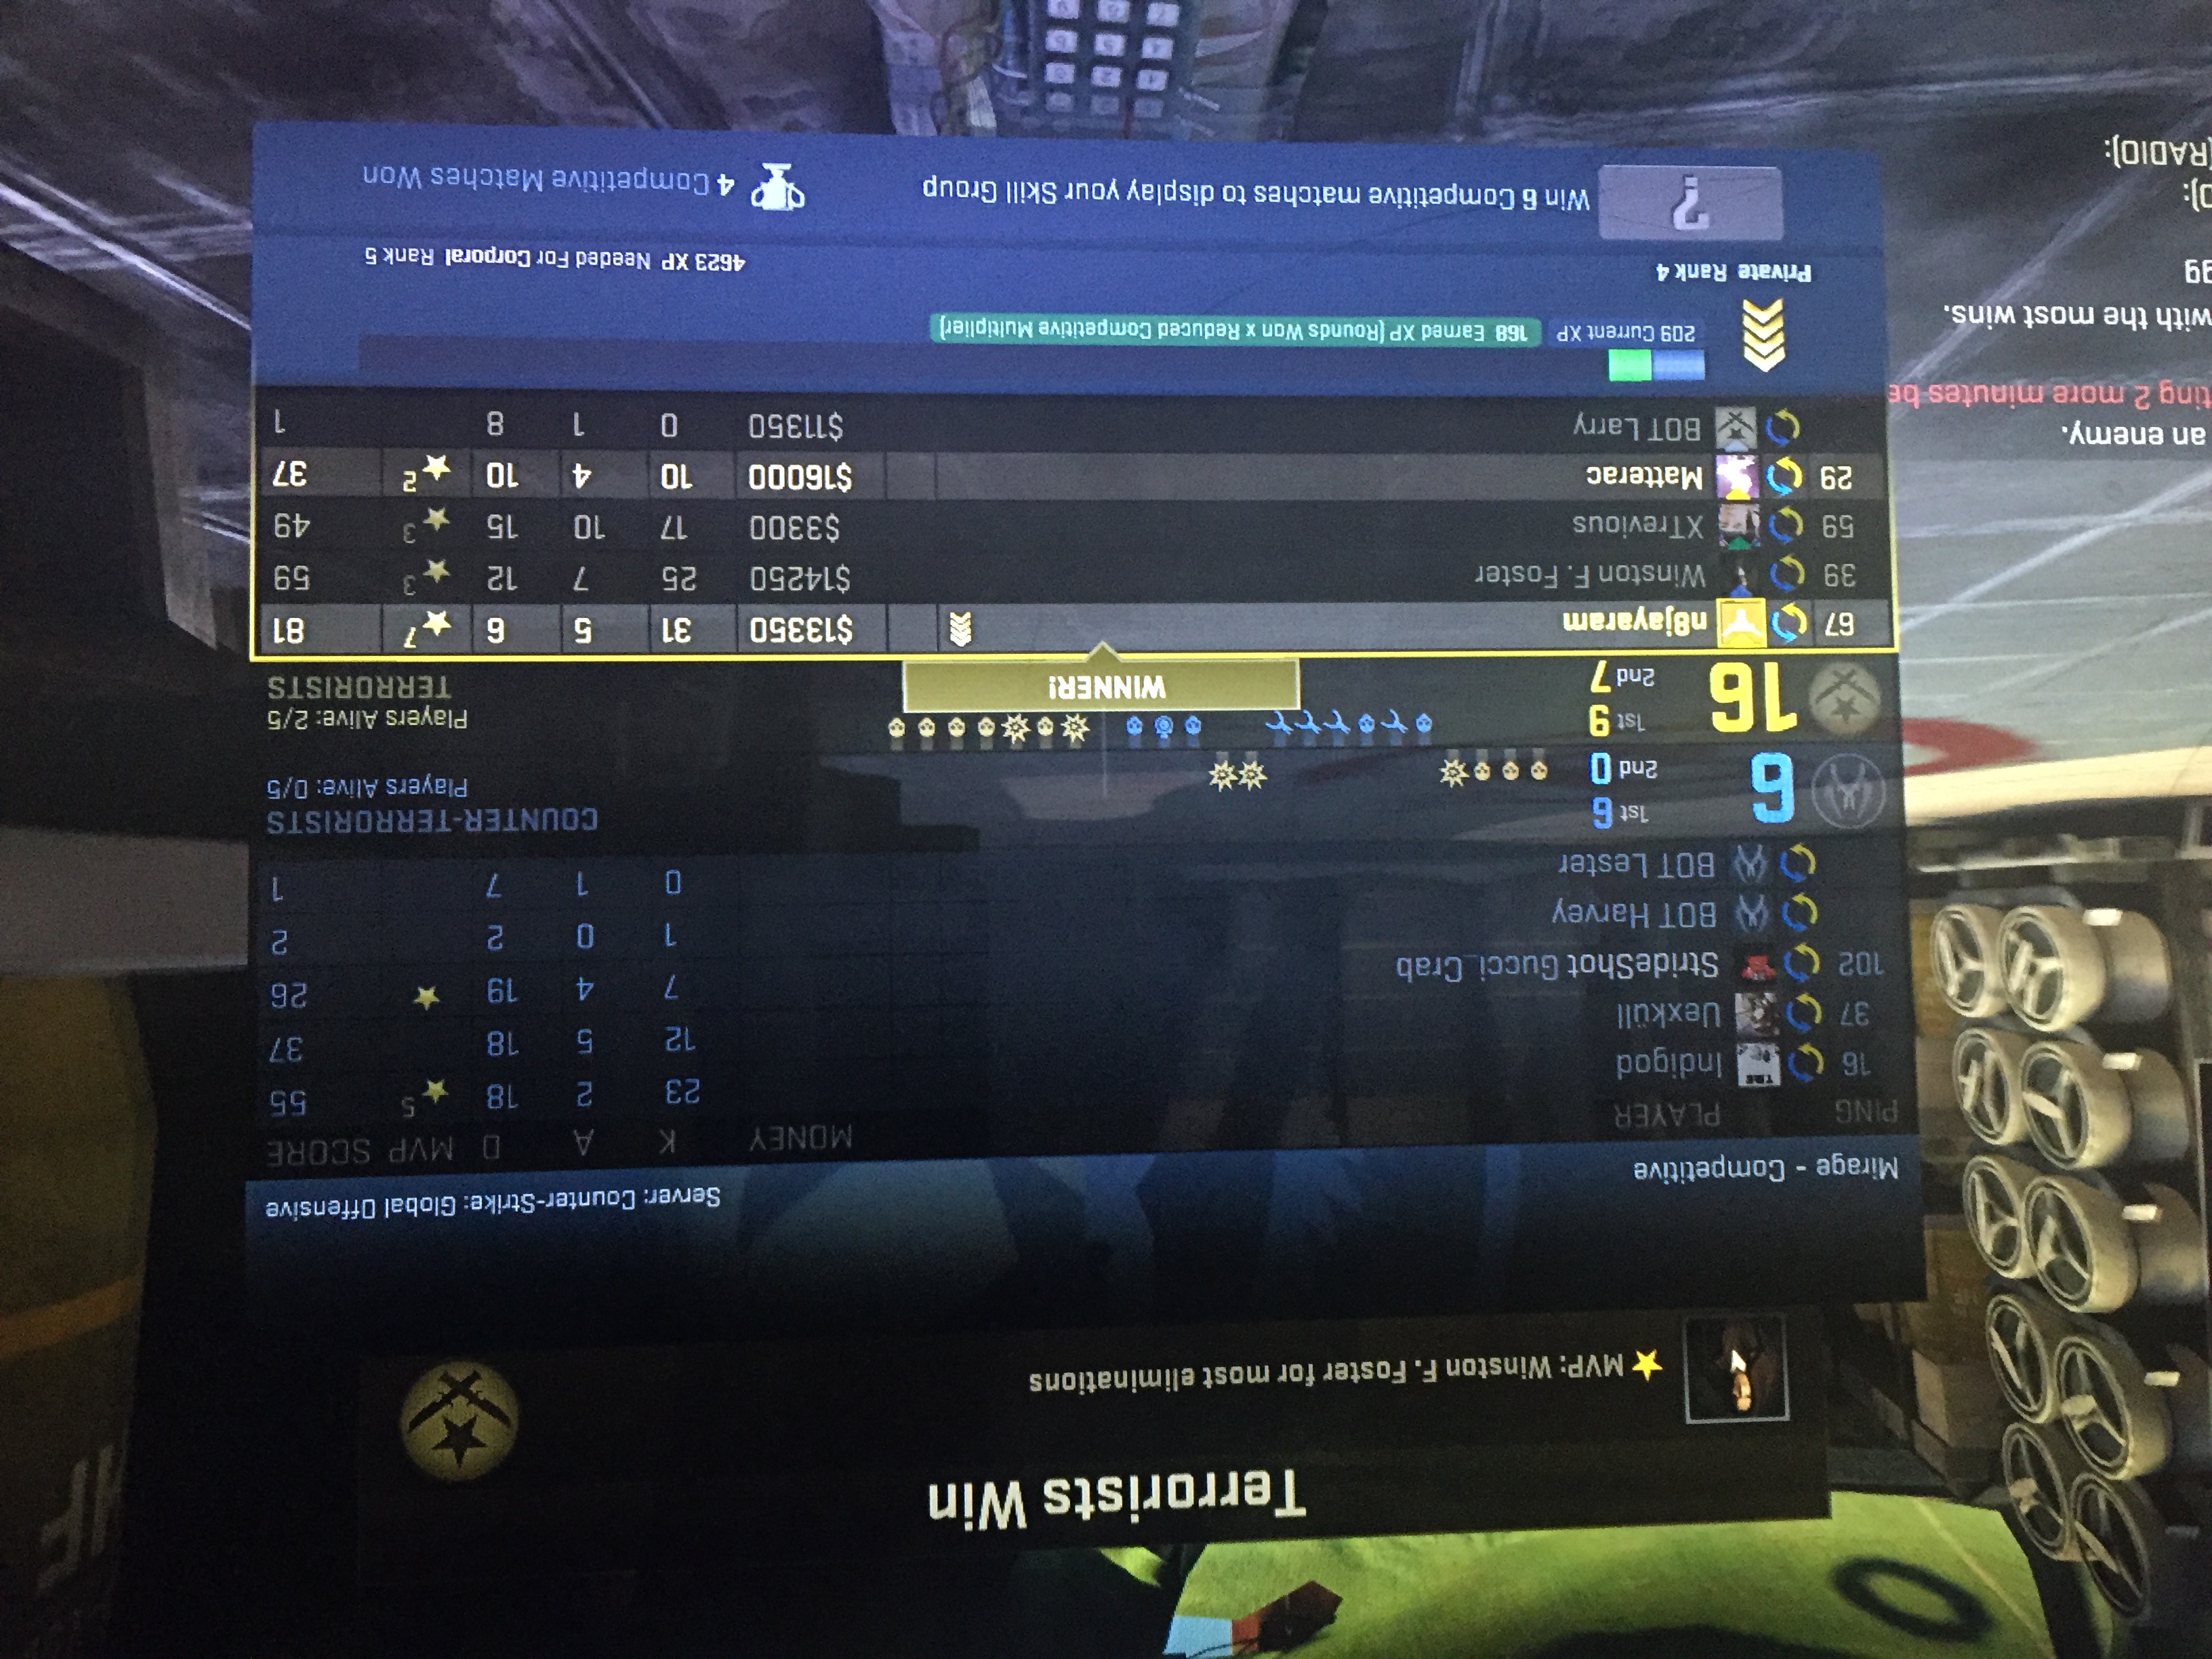 Terrorists Win
MVP: Winston F. Foster for most eliminations
Mirage - Competitive
Server: Counter-Strike: Global Offensive
PING PLAYER MONEY K A D MVP SCORE
16 Indigod 23 2 18 5 55
37 Uexküll 12 5 18 37
102 StrideShot Gucci_Crab 7 4 19 26
BOT Harvey 1 0 2 2
BOT Lester 0 1 7 1
6 1st 6
2nd 0
COUNTER-TERRORISTS
Players Alive: 0/5
16 1st 9
2nd 7
Players Alive: 2/5
TERRORISTS
WINNER!
67 n8jayaram $13350 31 5 6 7 81
39 Winston F. Foster $14250 25 7 12 3 59
59 XTrevious $3300 17 10 15 3 49
29 Matterac $16000 10 4 10 2 37
BOT Larry $11350 0 1 8 1
209 Current XP 168 Earned XP (Rounds Won x Reduced Competitive Multiplier)
Private Rank 4
4623 XP Needed For Corporal Rank 5
? Win 6 Competitive matches to display your Skill Group
4 Competitive Matches Won
an enemy.
ting 2 more minutes be
with the most wins.
(RADIO):